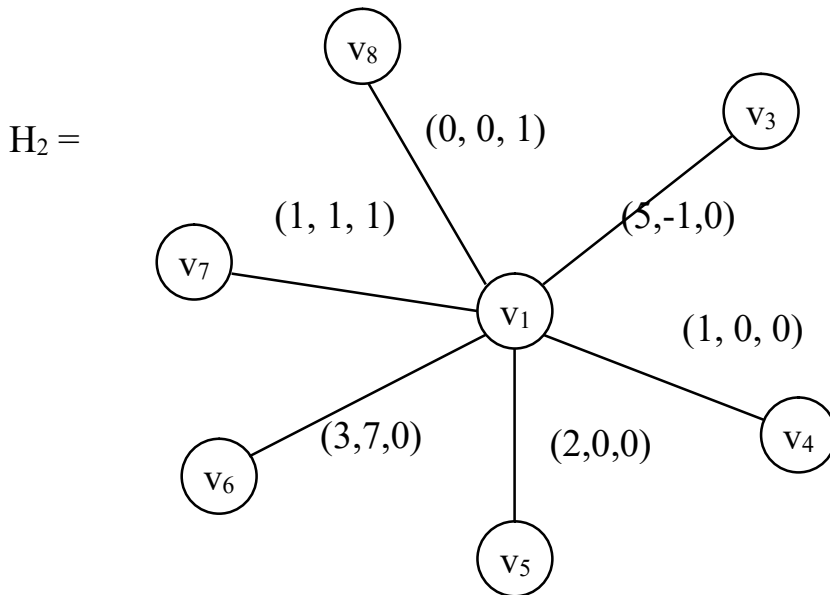 v₈
v₃
H₂ =
(0, 0, 1)
(5,-1,0)
(1, 1, 1)
v₇
v₁
(1, 0, 0)
(3,7,0)
(2,0,0)
v₄
v₆
v₅